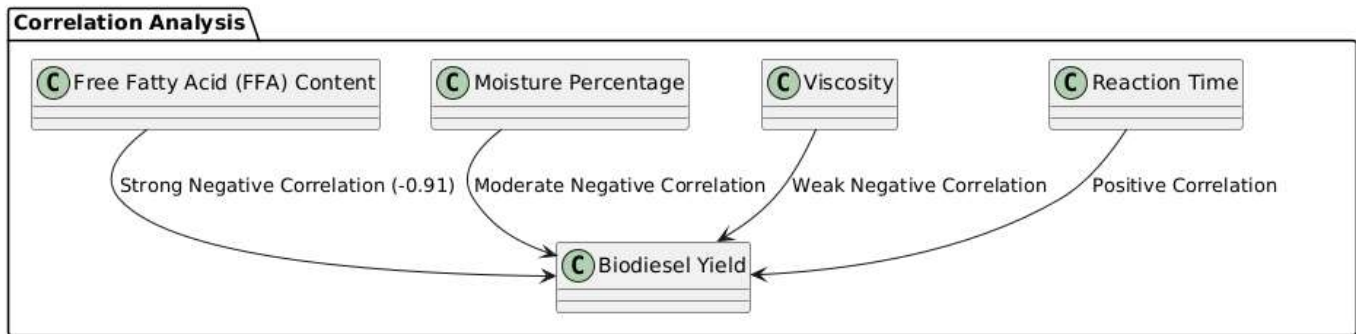 Correlation Analysis
C Free Fatty Acid (FFA) Content
C Moisture Percentage
C Viscosity
C Reaction Time
Strong Negative Correlation (-0.91)
Moderate Negative Correlation
Weak Negative Correlation
Positive Correlation
C Biodiesel Yield